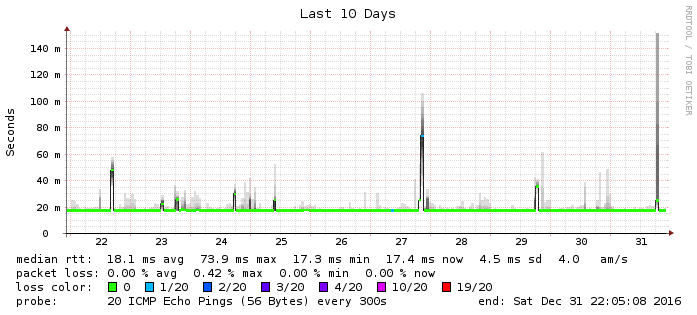 Last 10 Days
RRDTOOL / TOBI OETIKER
Seconds
140 m
120 m
100 m
80 m
60 m
40 m
20 m
0
22 23 24 25 26 27 28 29 30 31
median rtt: 18.1 ms avg 73.9 ms max 17.3 ms min 17.4 ms now 4.5 ms sd 4.0 am/s
packet loss: 0.00 % avg 0.42 % max 0.00 % min 0.00 % now
loss color: 0 1/20 2/20 3/20 4/20 10/20 19/20
probe: 20 ICMP Echo Pings (56 Bytes) every 300s end: Sat Dec 31 22:05:08 2016